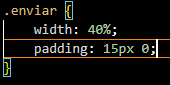 .enviar {
    width: 40%;
    padding: 15px 0;
}